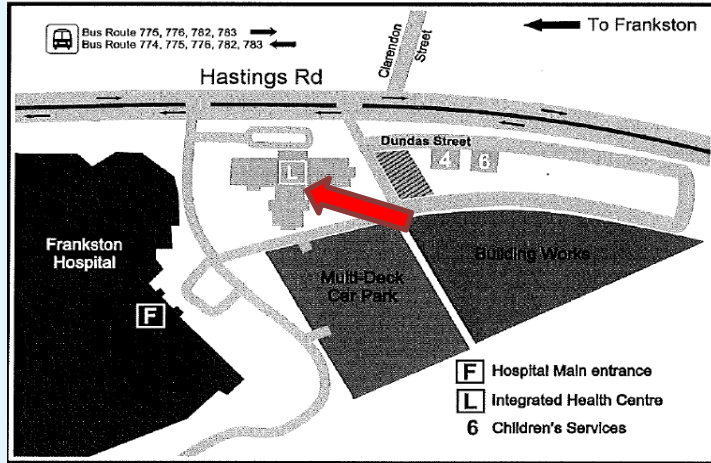 Bus Route 775, 776, 782, 783
Bus Route 774, 775, 776, 782, 783
To Frankston
Clarendon
Street
Hastings Rd
Dundas Street
4 6
L
Frankston
Hospital
Building Works
Multi-Deck
Car Park
F
F Hospital Main entrance
L Integrated Health Centre
6 Children's Services